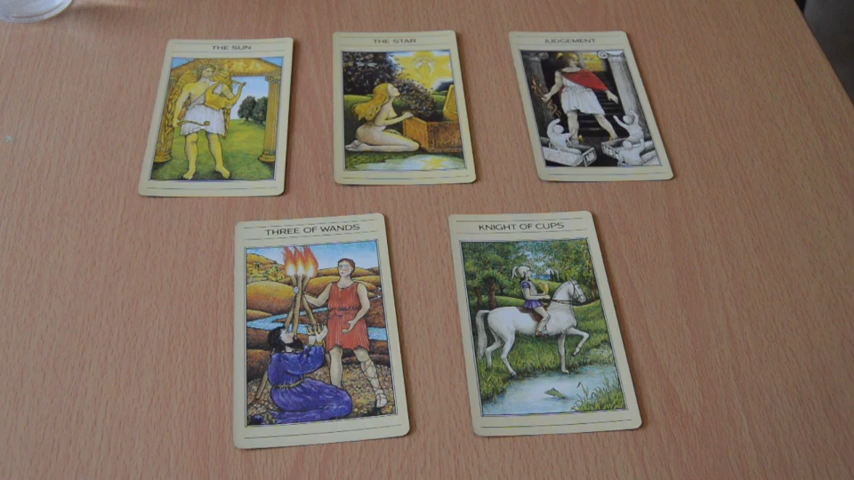 THE SUN
THE STAR
JUDGEMENT
THREE OF WANDS
KNIGHT OF CUPS